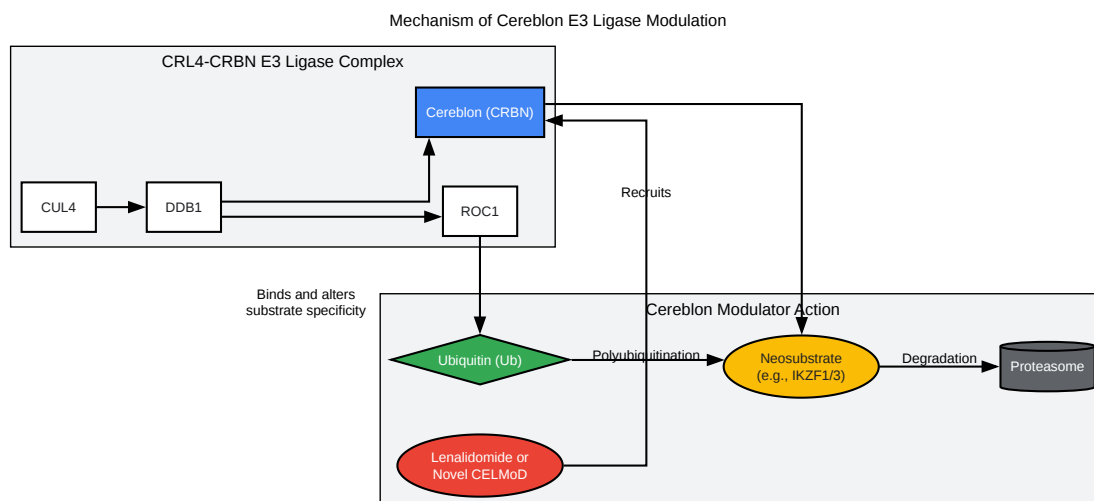 Mechanism of Cereblon E3 Ligase Modulation
CRL4-CRBN E3 Ligase Complex
Cereblon (CRBN)
CUL4
DDB1
ROC1
Recruits
Binds and alters
substrate specificity
Cereblon Modulator Action
Ubiquitin (Ub)
Polyubiquitination
Neosubstrate
(e.g., IKZF1/3)
Degradation
Proteasome
Lenalidomide or
Novel CELMoD